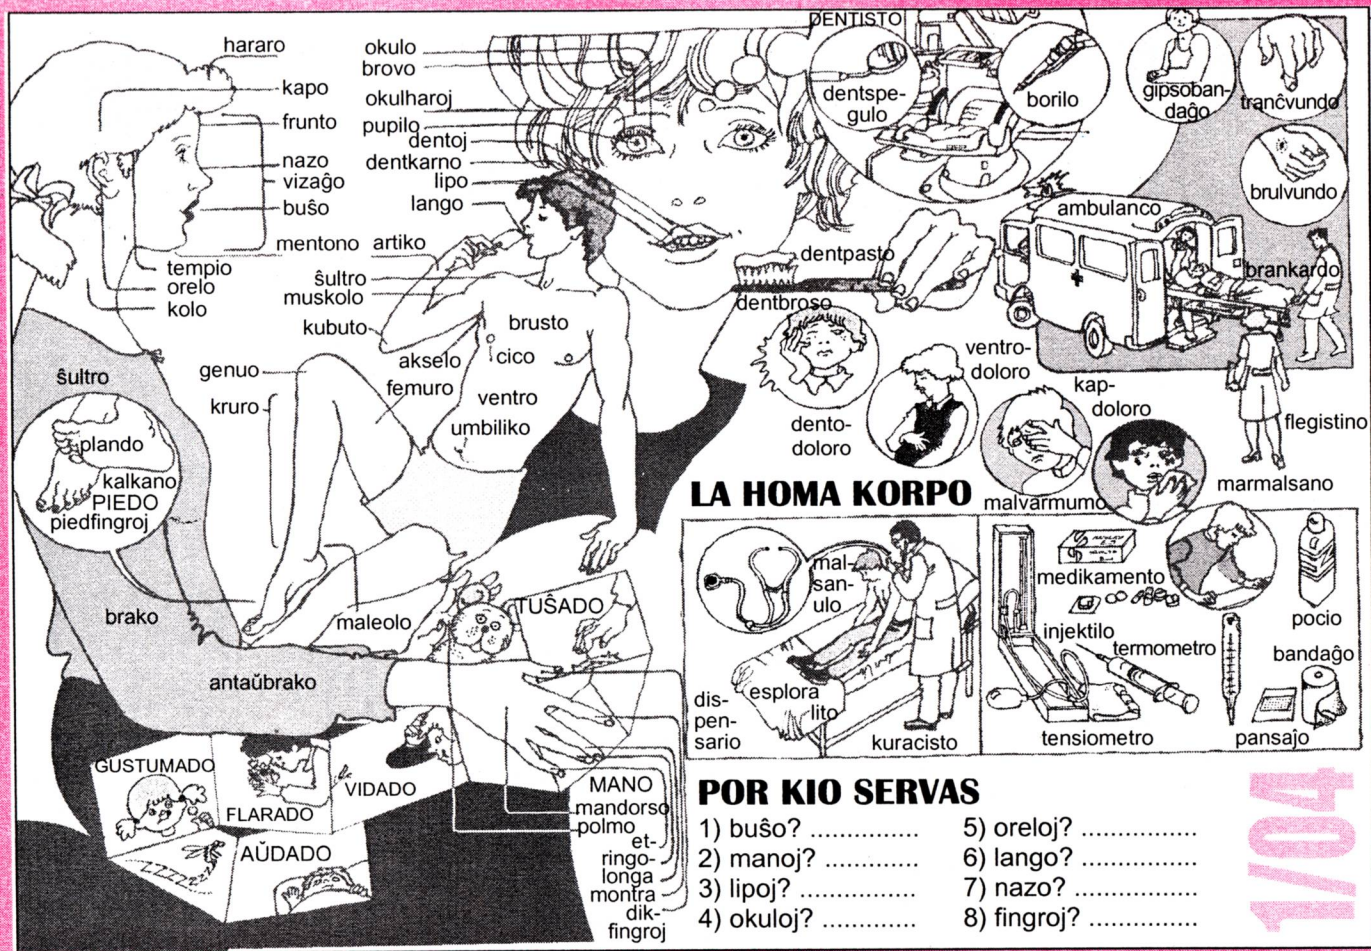 hararo
kapo
frunto
nazo
vizaĝo
buŝo
mentono
tempio
orelo
kolo
okulo
brovo
okulharoj
pupilo
dentoj
dentkarno
lipo
lango
artiko
ŝultro
muskolo
kubuto
akselo
femuro
genuo
kruro
brusto
cico
ventro
umbiliko
ŝultro
plando
kalkano
PIEDO
piedfingroj
brako
maleolo
antaŭbrako
TUŜADO
GUSTUMADO
FLARADO
VIDADO
AŬDADO
MANO
mandorso
polmo
et-
ringo-
longa
montra
dik-
fingroj
DENTISTO
dentspe-
gulo
borilo
gipsoban-
daĝo
tranĉvundo
brulvundo
ambulanco
brankardo
flegistino
dentpasto
dentbroso
dento-
doloro
ventro-
doloro
kap-
doloro
malvarmumo
marmalsano
LA HOMA KORPO
mal-
san-
ulo
dis-
pen-
sario
esplora
lito
kuracisto
medikamento
injektilo
termometro
tensiometro
pocio
bandaĝo
pansaĵo
POR KIO SERVAS
1) buŝo? ...............
2) manoj? ..............
3) lipoj? .................
4) okuloj? ..............
5) oreloj? ................
6) lango? ................
7) nazo? .................
8) fingroj? ...............
1/04